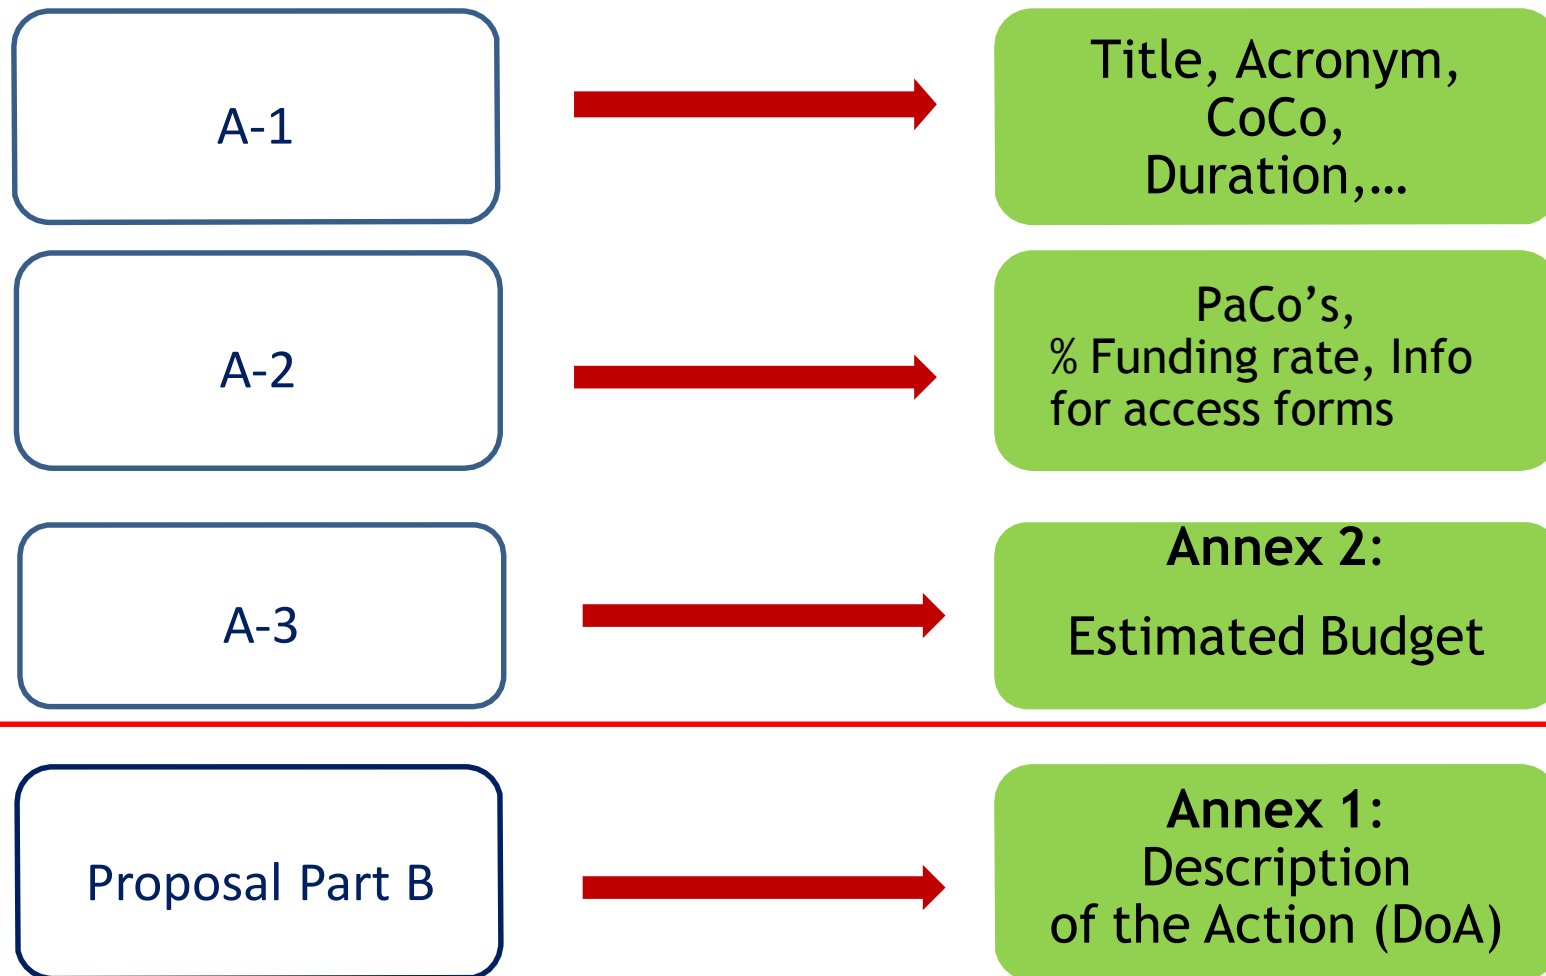 A-1
Title, Acronym,
CoCo,
Duration,…
A-2
PaCo’s,
% Funding rate, Info
for access forms
A-3
Annex 2:
Estimated Budget
Proposal Part B
Annex 1:
Description
of the Action (DoA)